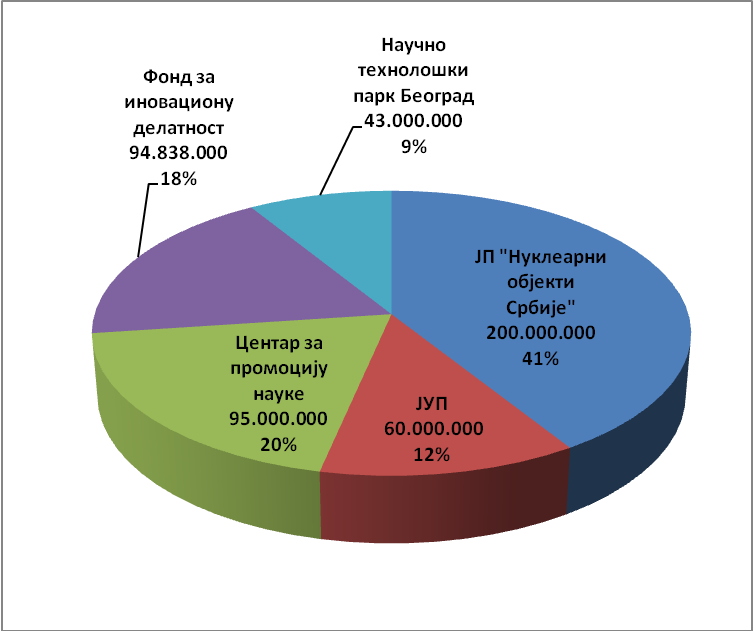 Научно
технолошки
парк Београд
43.000.000
9%
Фонд за
иновациону
делатност
94.838.000
18%
ЈП "Нуклеарни
објекти
Србије"
200.000.000
41%
Центар за
промоцију
науке
95.000.000
20%
ЈУП
60.000.000
12%